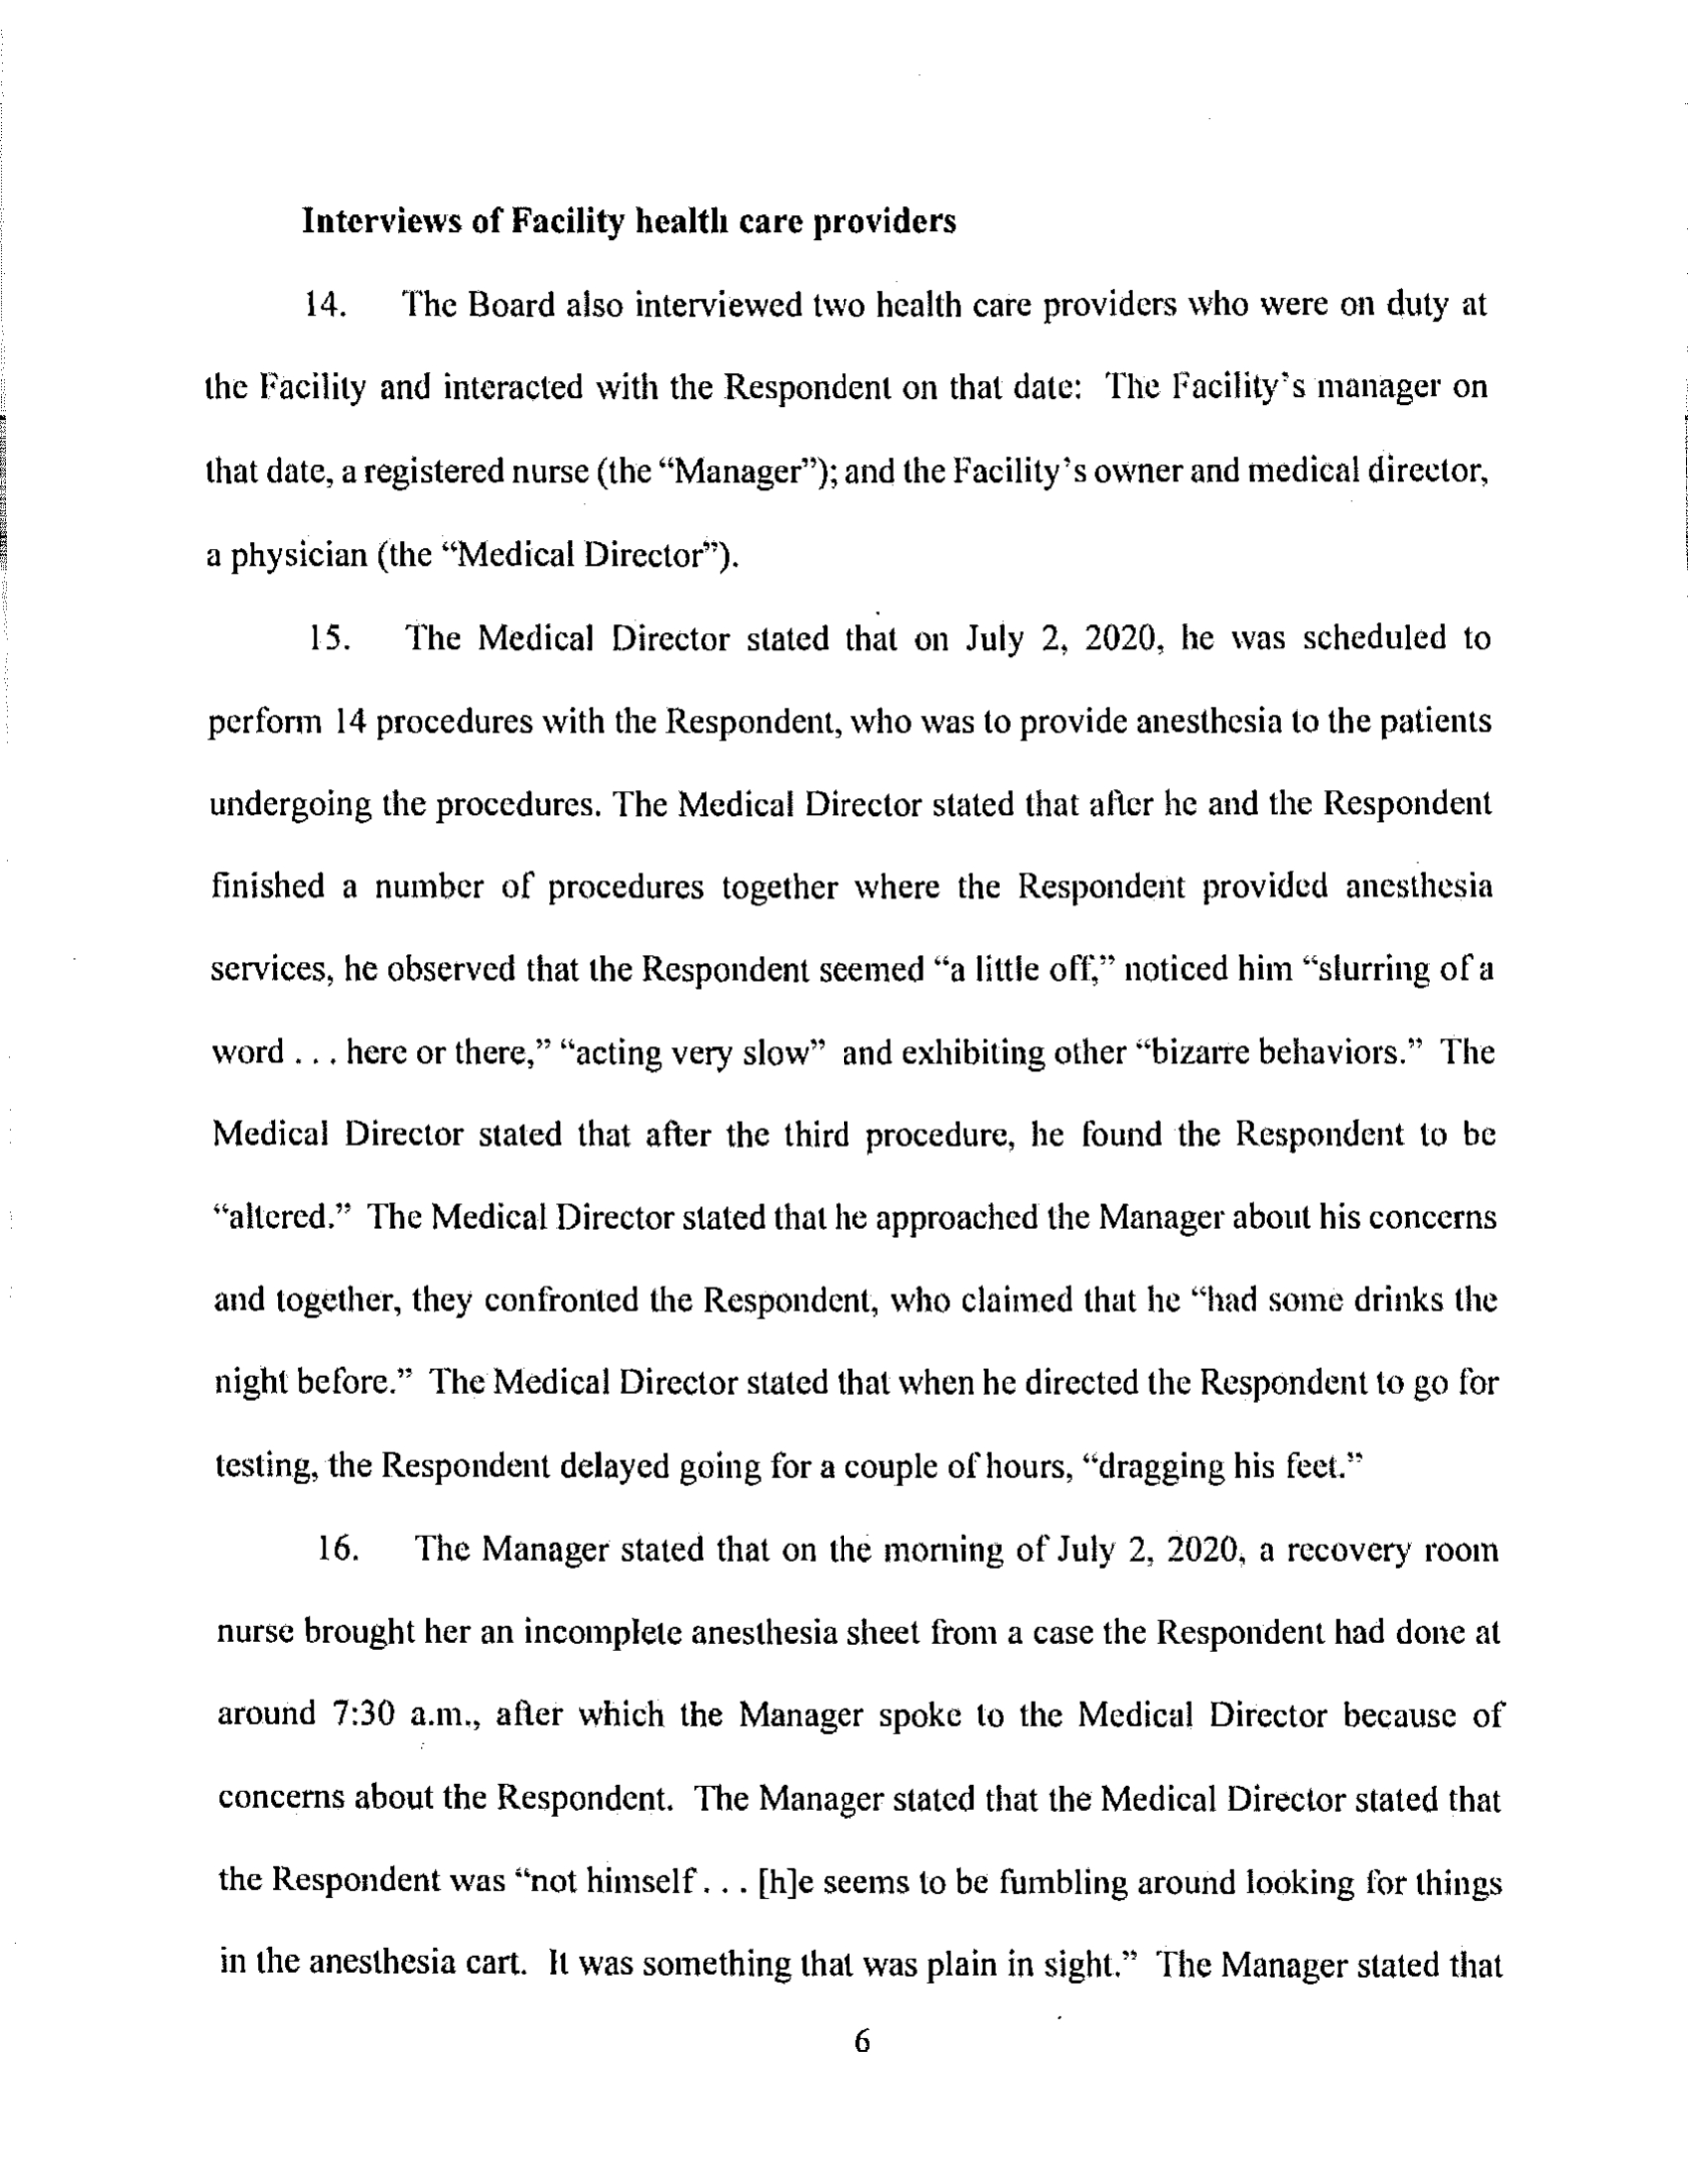 Interviews of Facility health care providers
14. The Board also interviewed two health care providers who were on duty at
the Facility and interacted with the Respondent on that date: The Facility's manager on
that date, a registered nurse (the “Manager”); and the Facility's owner and medical director,
a physician (the “Medical Director”).
15. The Medical Director stated that on July 2, 2020, he was scheduled to
perform 14 procedures with the Respondent, who was to provide anesthesia to the patients
undergoing the procedures. The Medical Director stated that after he and the Respondent
finished a number of procedures together where the Respondent provided anesthesia
services, he observed that the Respondent seemed “a little off,” noticed him “slurring of a
word . . . here or there,” “acting very slow” and exhibiting other “bizarre behaviors.” The
Medical Director stated that after the third procedure, he found the Respondent to be
“altered.” The Medical Director stated that he approached the Manager about his concerns
and together, they confronted the Respondent, who claimed that he “had some drinks the
night before.” The Medical Director stated that when he directed the Respondent to go for
testing, the Respondent delayed going for a couple of hours, “dragging his feet.”
16. The Manager stated that on the morning of July 2, 2020, a recovery room
nurse brought her an incomplete anesthesia sheet from a case the Respondent had done at
around 7:30 a.m., after which the Manager spoke to the Medical Director because of
concerns about the Respondent. The Manager stated that the Medical Director stated that
the Respondent was “not himself . . . [h]e seems to be fumbling around looking for things
in the anesthesia cart. It was something that was plain in sight.” The Manager stated that
6